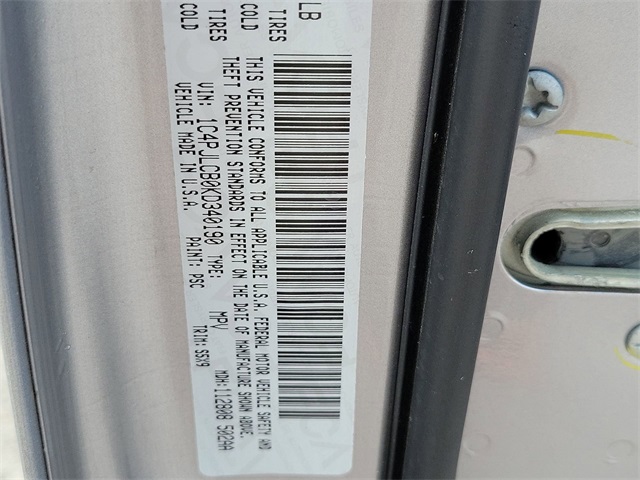 LB
TIRES COLD
TIRES COLD
THIS VEHICLE CONFORMS TO ALL APPLICABLE U.S.A. FEDERAL MOTOR VEHICLE SAFETY AND
THEFT PREVENTION STANDARDS IN EFFECT ON THE DATE OF MANUFACTURE SHOWN ABOVE.
VIN: 1C4PJLCB0KD340190 TYPE: MPV MDH:112808 502AA
VEHICLE MADE IN U.S.A. PAINT: PSC TRIM: S5X9